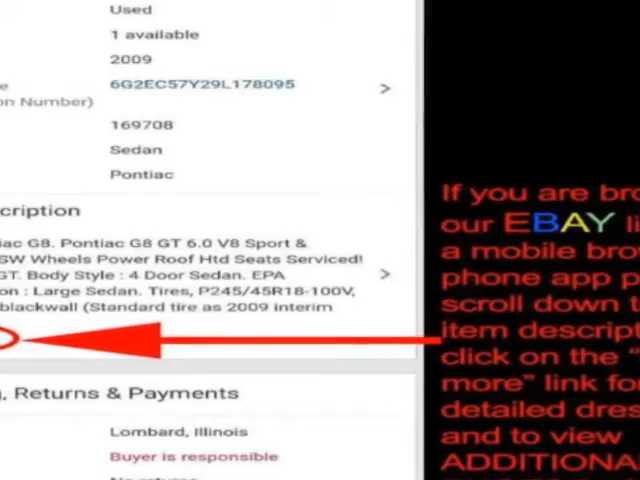 Used
1 available
2009
6G2EC57Y29L178095
on Number)
169708
Sedan
Pontiac
cription
iac G8. Pontiac G8 GT 6.0 V8 Sport &
SW Wheels Power Roof Htd Seats Serviced!
GT. Body Style : 4 Door Sedan. EPA
on : Large Sedan. Tires, P245/45R18-100V,
blackwall (Standard tire as 2009 interim
, Returns & Payments
Lombard, Illinois
Buyer is responsible
No returns
If you are bro
our EBAY li
a mobile brow
phone app p
scroll down t
item descript
click on the "
more" link fo
detailed dres
and to view
ADDITIONA